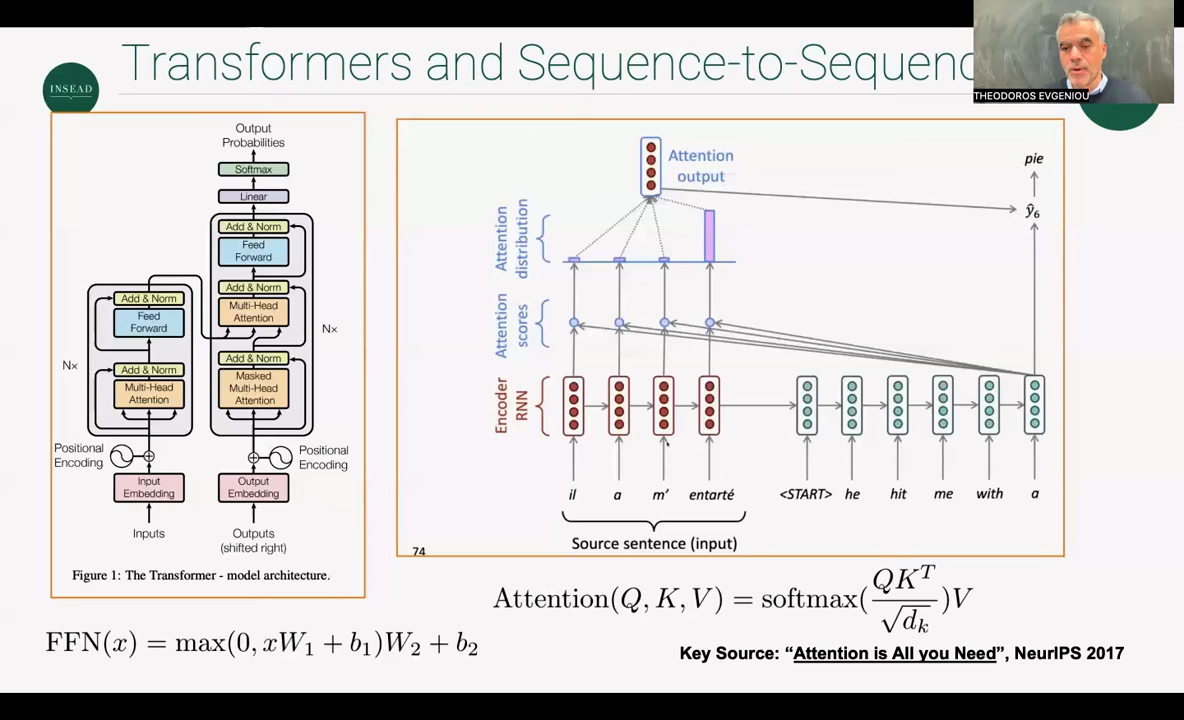 Transformers and Sequence-to-Sequenc
INSEAD
THEODOROS EVGENIOU
Output
Probabilities
Softmax
Linear
Add & Norm
Feed
Forward
Add & Norm
Multi-Head
Attention
Add & Norm
Masked
Multi-Head
Attention
Nx
Add & Norm
Feed
Forward
Add & Norm
Multi-Head
Attention
Nx
Positional
Encoding
Positional
Encoding
Input
Embedding
Output
Embedding
Inputs
Outputs
(shifted right)
Figure 1: The Transformer - model architecture.
Attention
output
Attention
distribution
Attention
scores
Encoder
RNN
pie
ŷ₆
il a m' entarté <START> he hit me with a
Source sentence (input)
74
Attention(Q, K, V) = softmax(QKᵀ/√dₖ)V
FFN(x) = max(0, xW₁ + b₁)W₂ + b₂
Key Source: “Attention is All you Need”, NeurIPS 2017